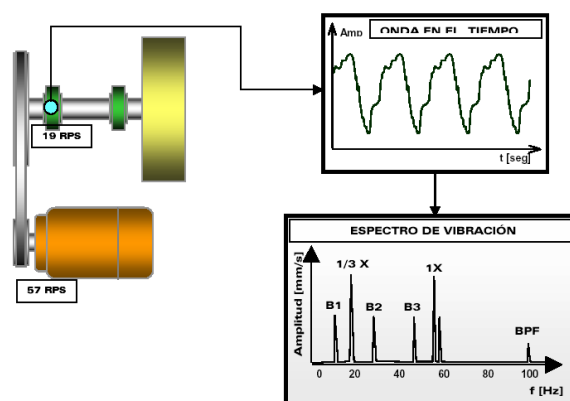 Amp
ONDA EN EL TIEMPO
t [seg]
19 RPS
57 RPS
ESPECTRO DE VIBRACIÓN
Amplitud [mm/s]
1/3 X
1X
B1
B2
B3
BPF
0 20 40 60 80 100
f [Hz]